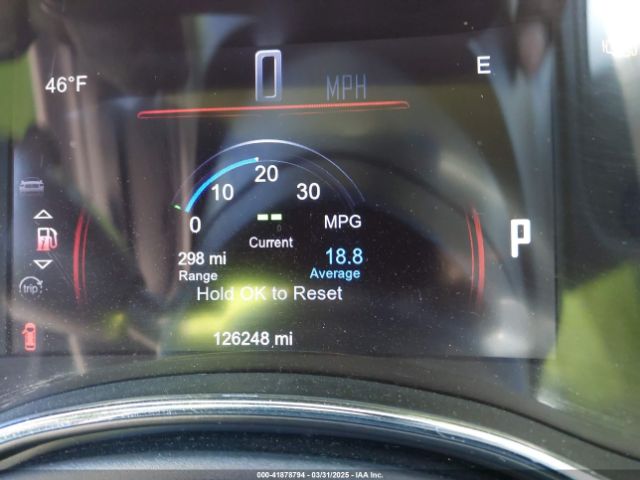 46°F
0 MPH
E
20
10 30
0 -- MPG
0
Current
298 mi 18.8
Range Average
P
trip
Hold OK to Reset
126248 mi
000-41878794 - 03/31/2025 - IAA Inc.